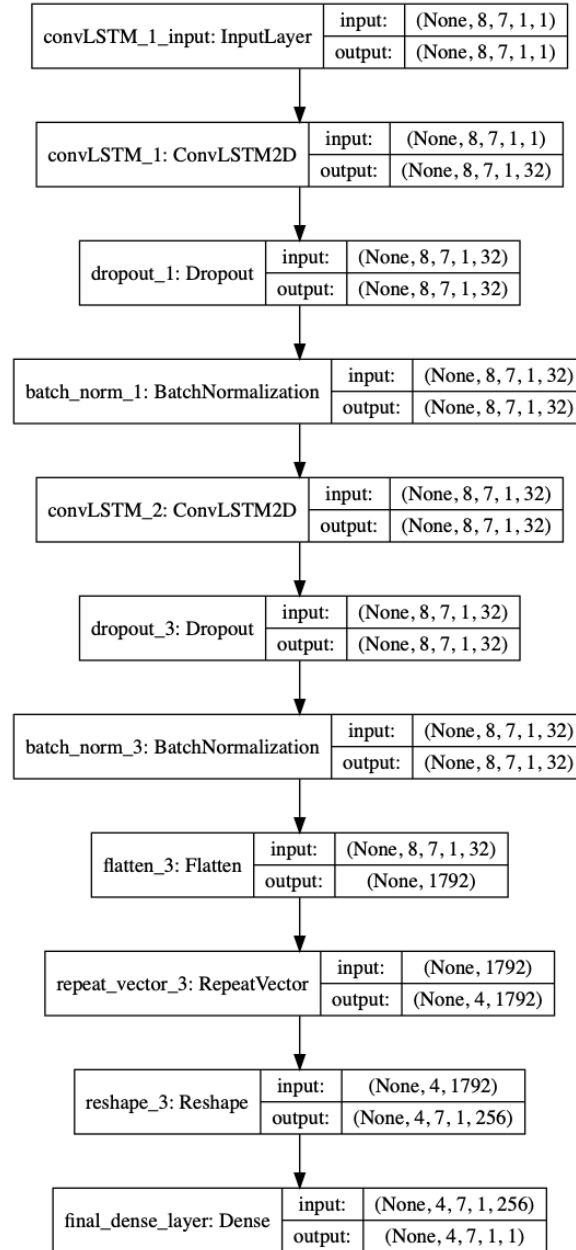 convLSTM_1_input: InputLayer
input: (None, 8, 7, 1, 1)
output: (None, 8, 7, 1, 1)
convLSTM_1: ConvLSTM2D
input: (None, 8, 7, 1, 1)
output: (None, 8, 7, 1, 32)
dropout_1: Dropout
input: (None, 8, 7, 1, 32)
output: (None, 8, 7, 1, 32)
batch_norm_1: BatchNormalization
input: (None, 8, 7, 1, 32)
output: (None, 8, 7, 1, 32)
convLSTM_2: ConvLSTM2D
input: (None, 8, 7, 1, 32)
output: (None, 8, 7, 1, 32)
dropout_3: Dropout
input: (None, 8, 7, 1, 32)
output: (None, 8, 7, 1, 32)
batch_norm_3: BatchNormalization
input: (None, 8, 7, 1, 32)
output: (None, 8, 7, 1, 32)
flatten_3: Flatten
input: (None, 8, 7, 1, 32)
output: (None, 1792)
repeat_vector_3: RepeatVector
input: (None, 1792)
output: (None, 4, 1792)
reshape_3: Reshape
input: (None, 4, 1792)
output: (None, 4, 7, 1, 256)
final_dense_layer: Dense
input: (None, 4, 7, 1, 256)
output: (None, 4, 7, 1, 1)